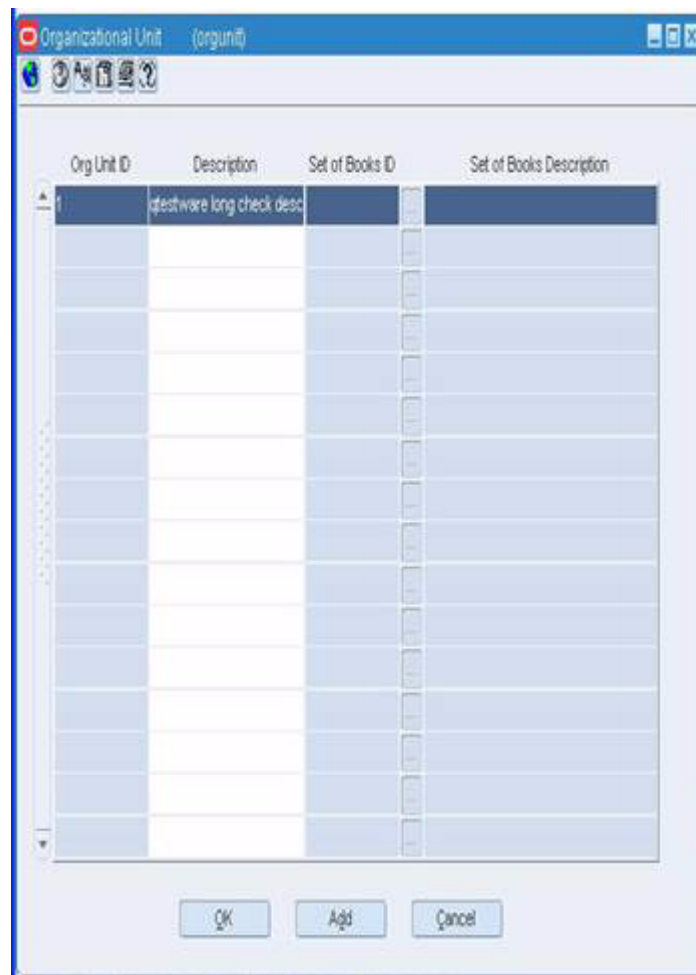 Organizational Unit (orgunit)
Org Unit ID Description Set of Books ID Set of Books Description
1 qtestware long check desc
OK Add Cancel